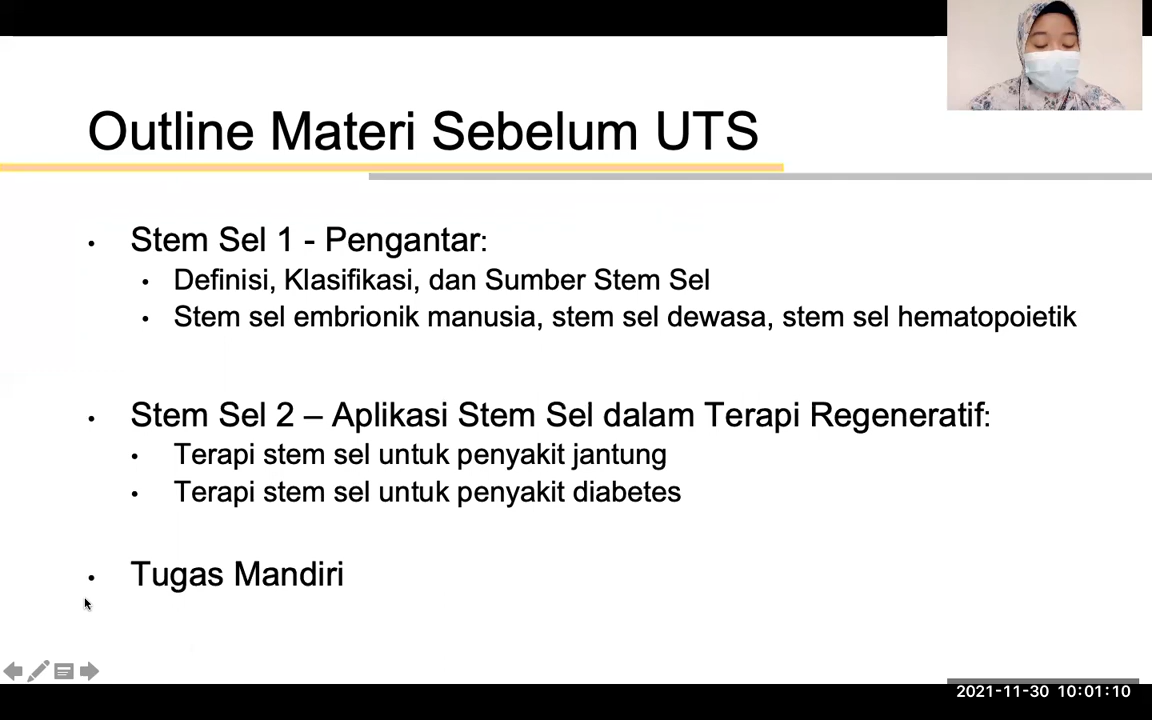 Outline Materi Sebelum UTS
• Stem Sel 1 - Pengantar:
• Definisi, Klasifikasi, dan Sumber Stem Sel
• Stem sel embrionik manusia, stem sel dewasa, stem sel hematopoietik
• Stem Sel 2 – Aplikasi Stem Sel dalam Terapi Regeneratif:
• Terapi stem sel untuk penyakit jantung
• Terapi stem sel untuk penyakit diabetes
• Tugas Mandiri
2021-11-30 10:01:10